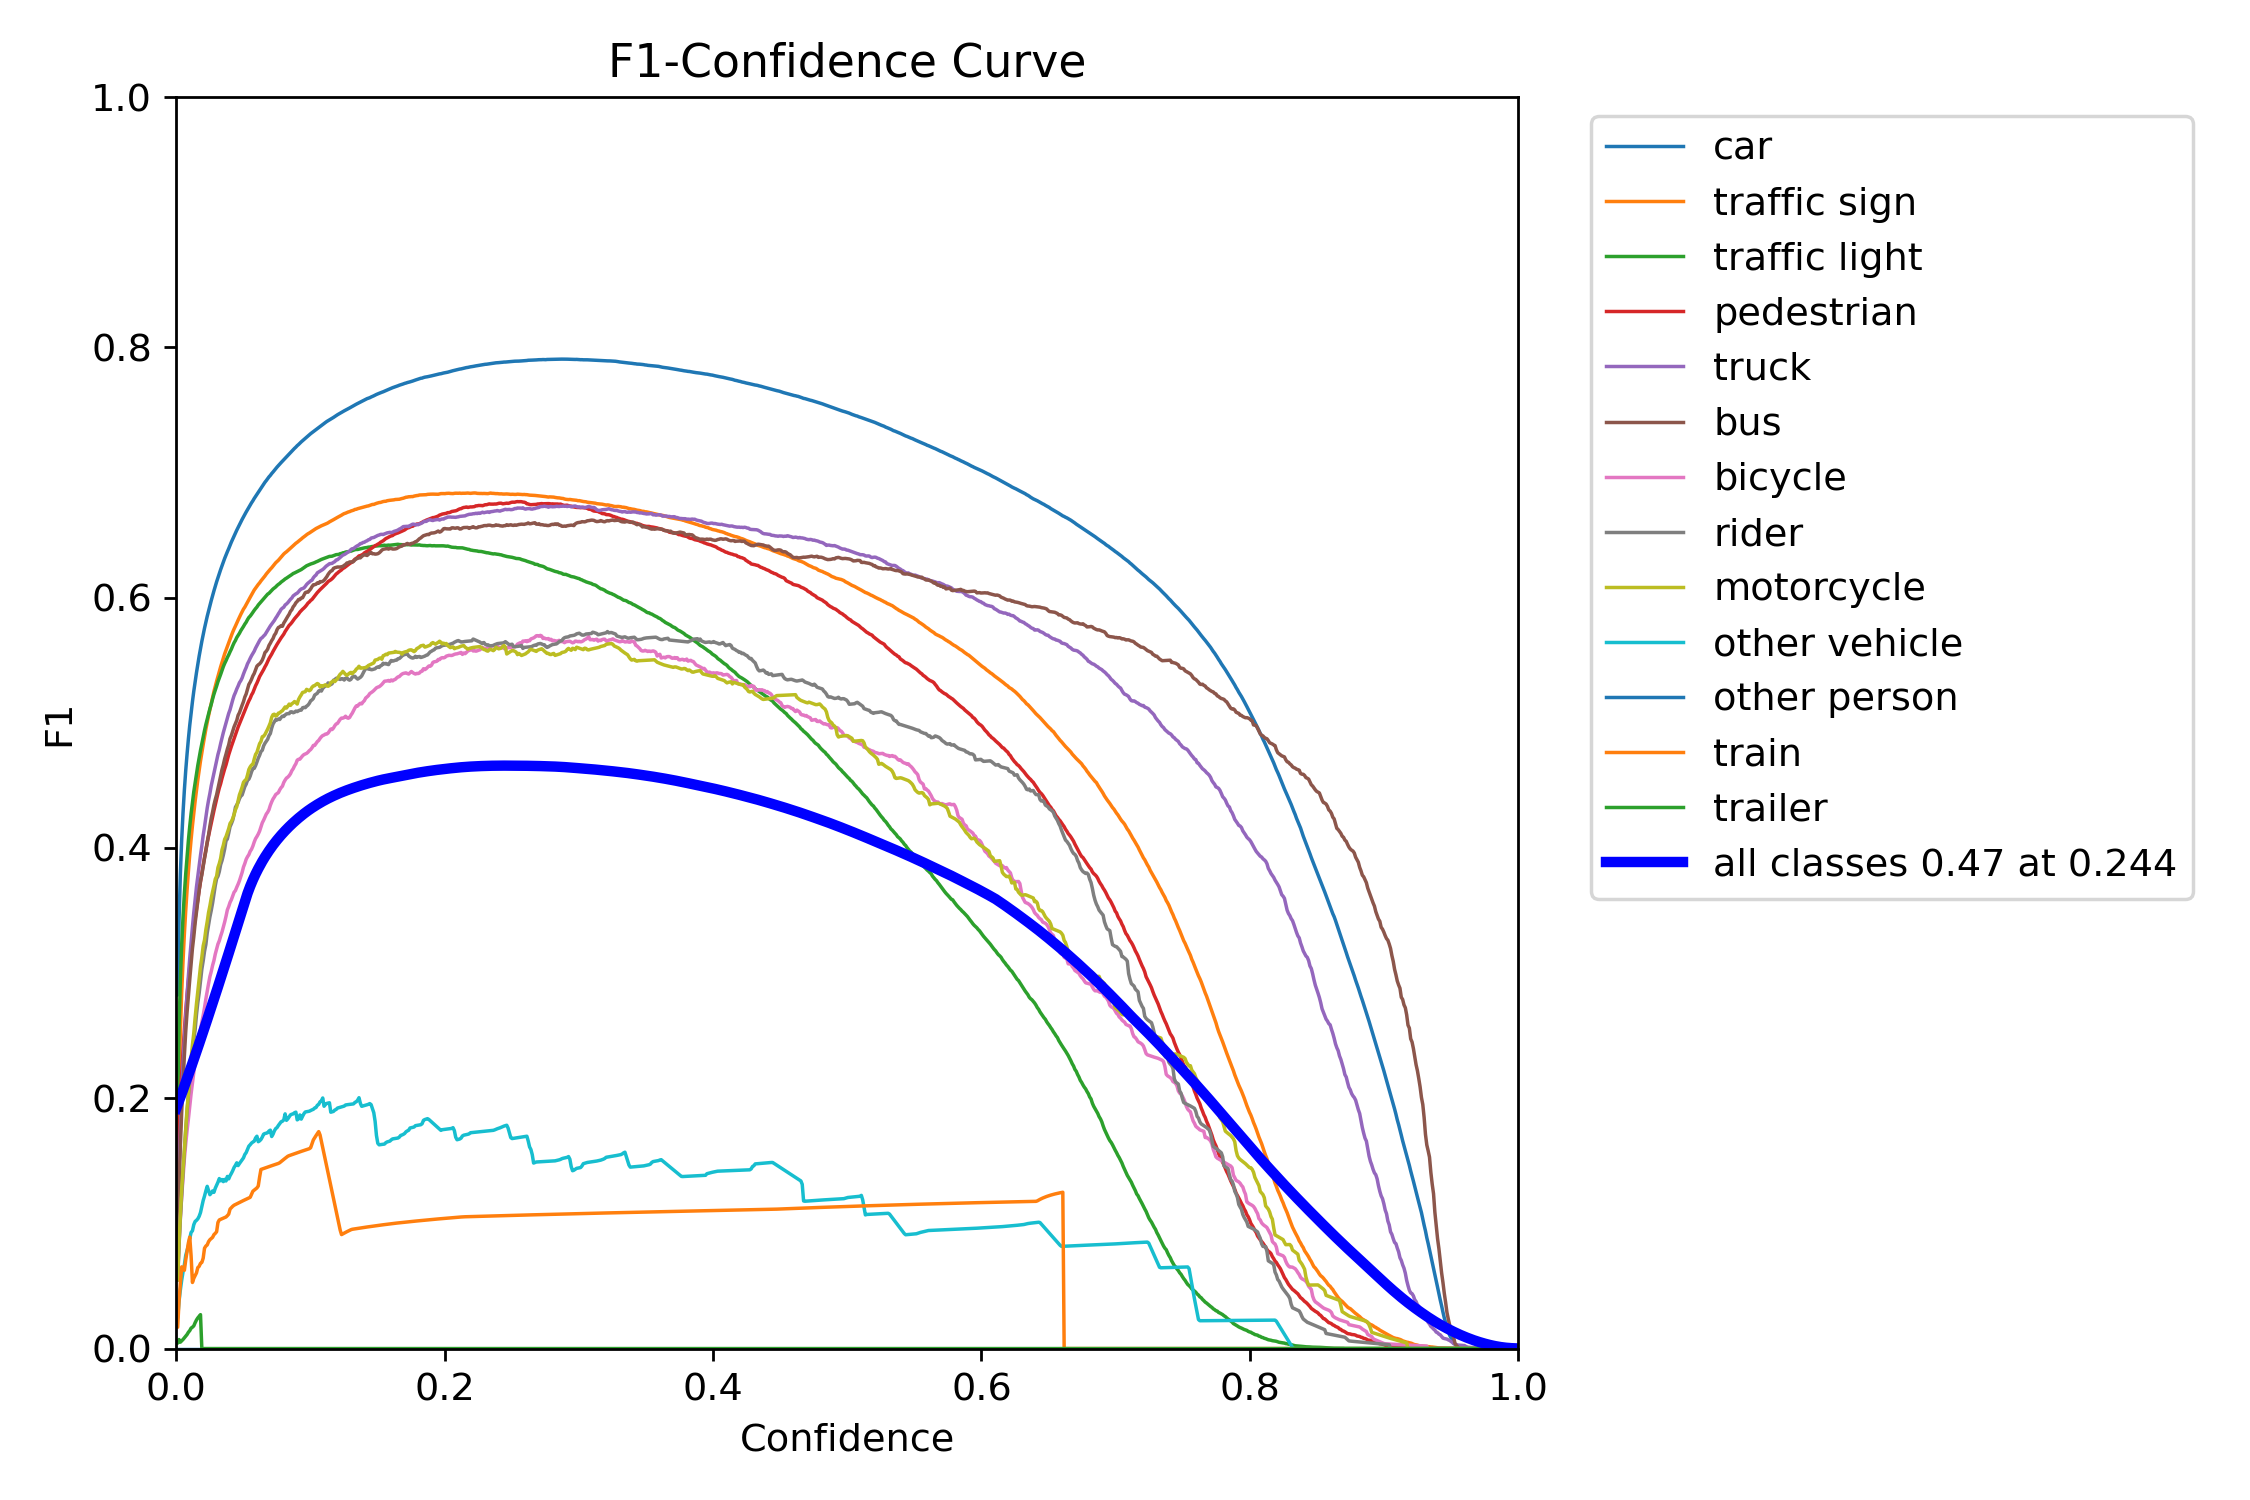 F1-Confidence Curve
1.0
0.8
0.6
0.4
0.2
0.0
F1
0.0 0.2 0.4 0.6 0.8 1.0
Confidence
car
traffic sign
traffic light
pedestrian
truck
bus
bicycle
rider
motorcycle
other vehicle
other person
train
trailer
all classes 0.47 at 0.244